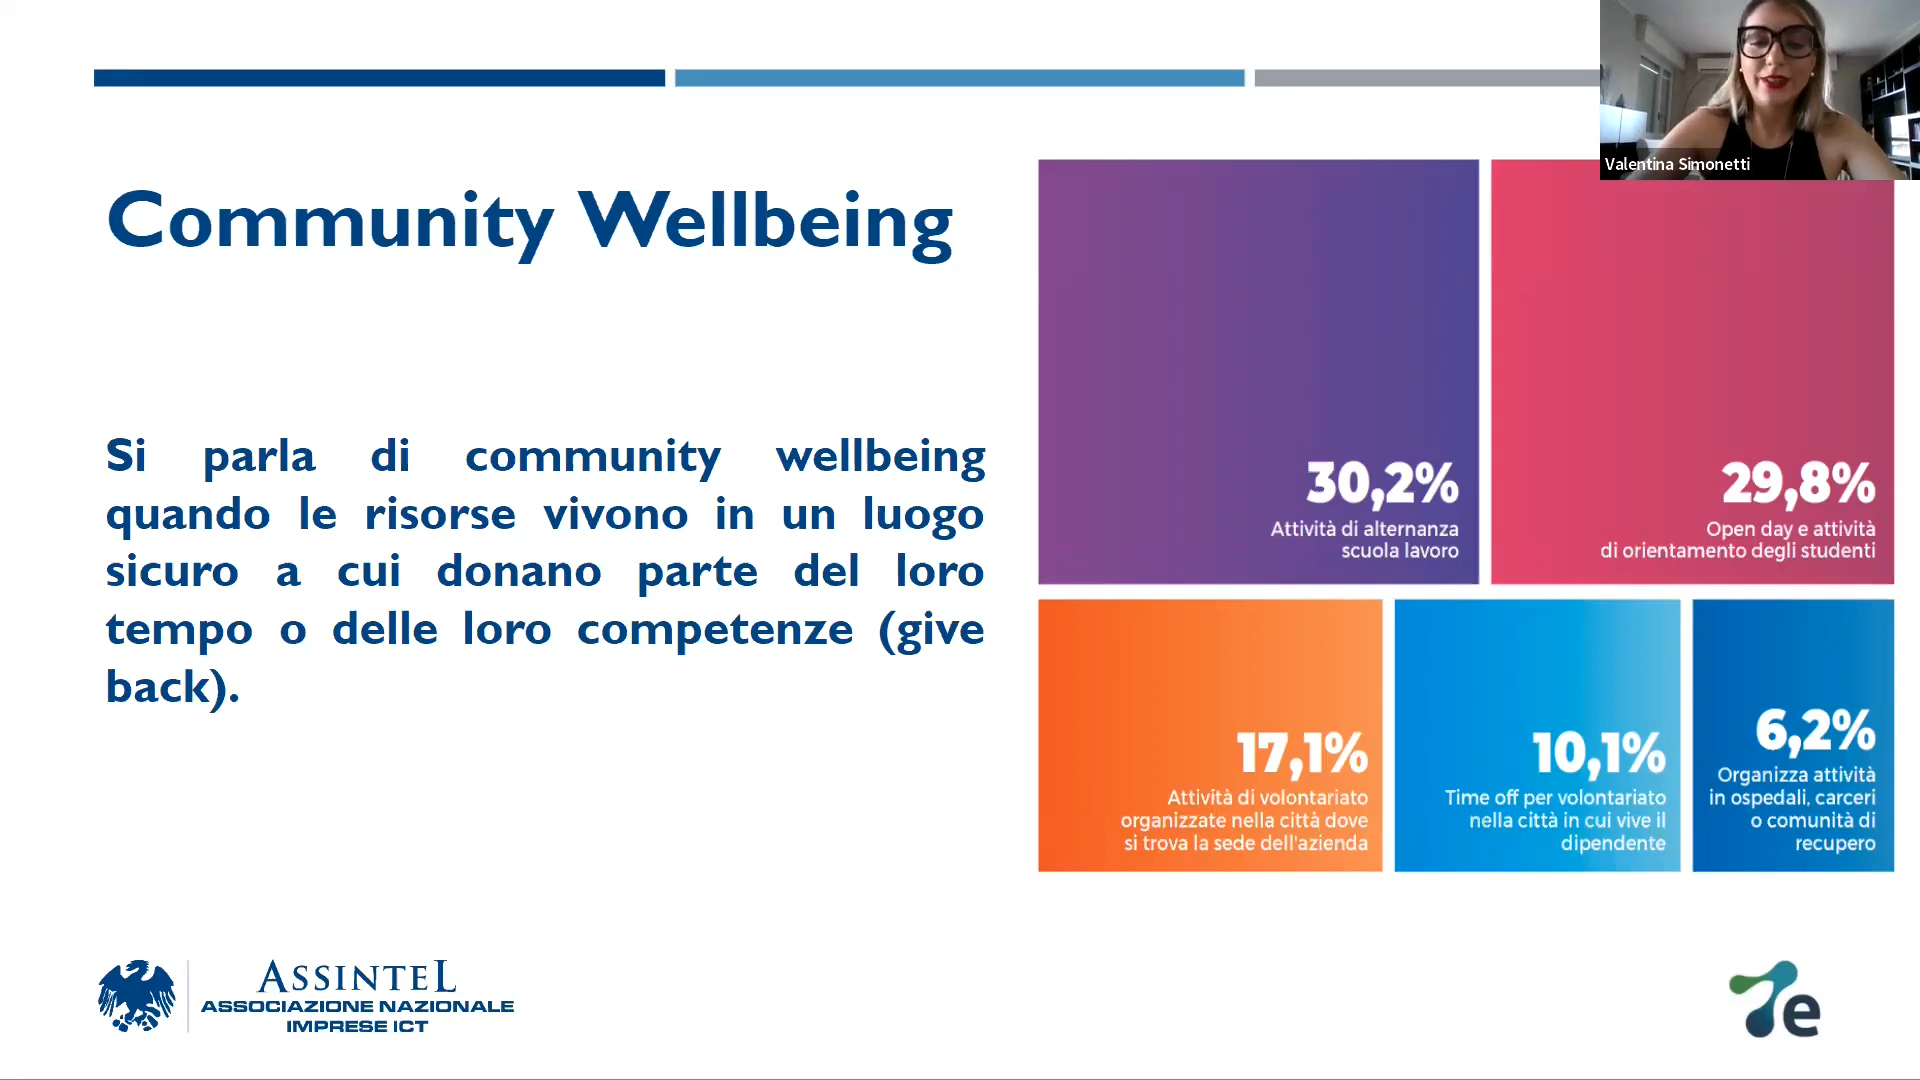 Valentina Simonetti
Community Wellbeing
Si parla di community wellbeing
quando le risorse vivono in un luogo
sicuro a cui donano parte del loro
tempo o delle loro competenze (give
back).
30,2%
Attività di alternanza
scuola lavoro
29,8%
Open day e attività
di orientamento degli studenti
17,1%
Attività di volontariato
organizzate nella città dove
si trova la sede dell'azienda
10,1%
Time off per volontariato
nella città in cui vive il
dipendente
6,2%
Organizza attività
in ospedali, carceri
o comunità di
recupero
ASSINTEL
ASSOCIAZIONE NAZIONALE
IMPRESE ICT
e